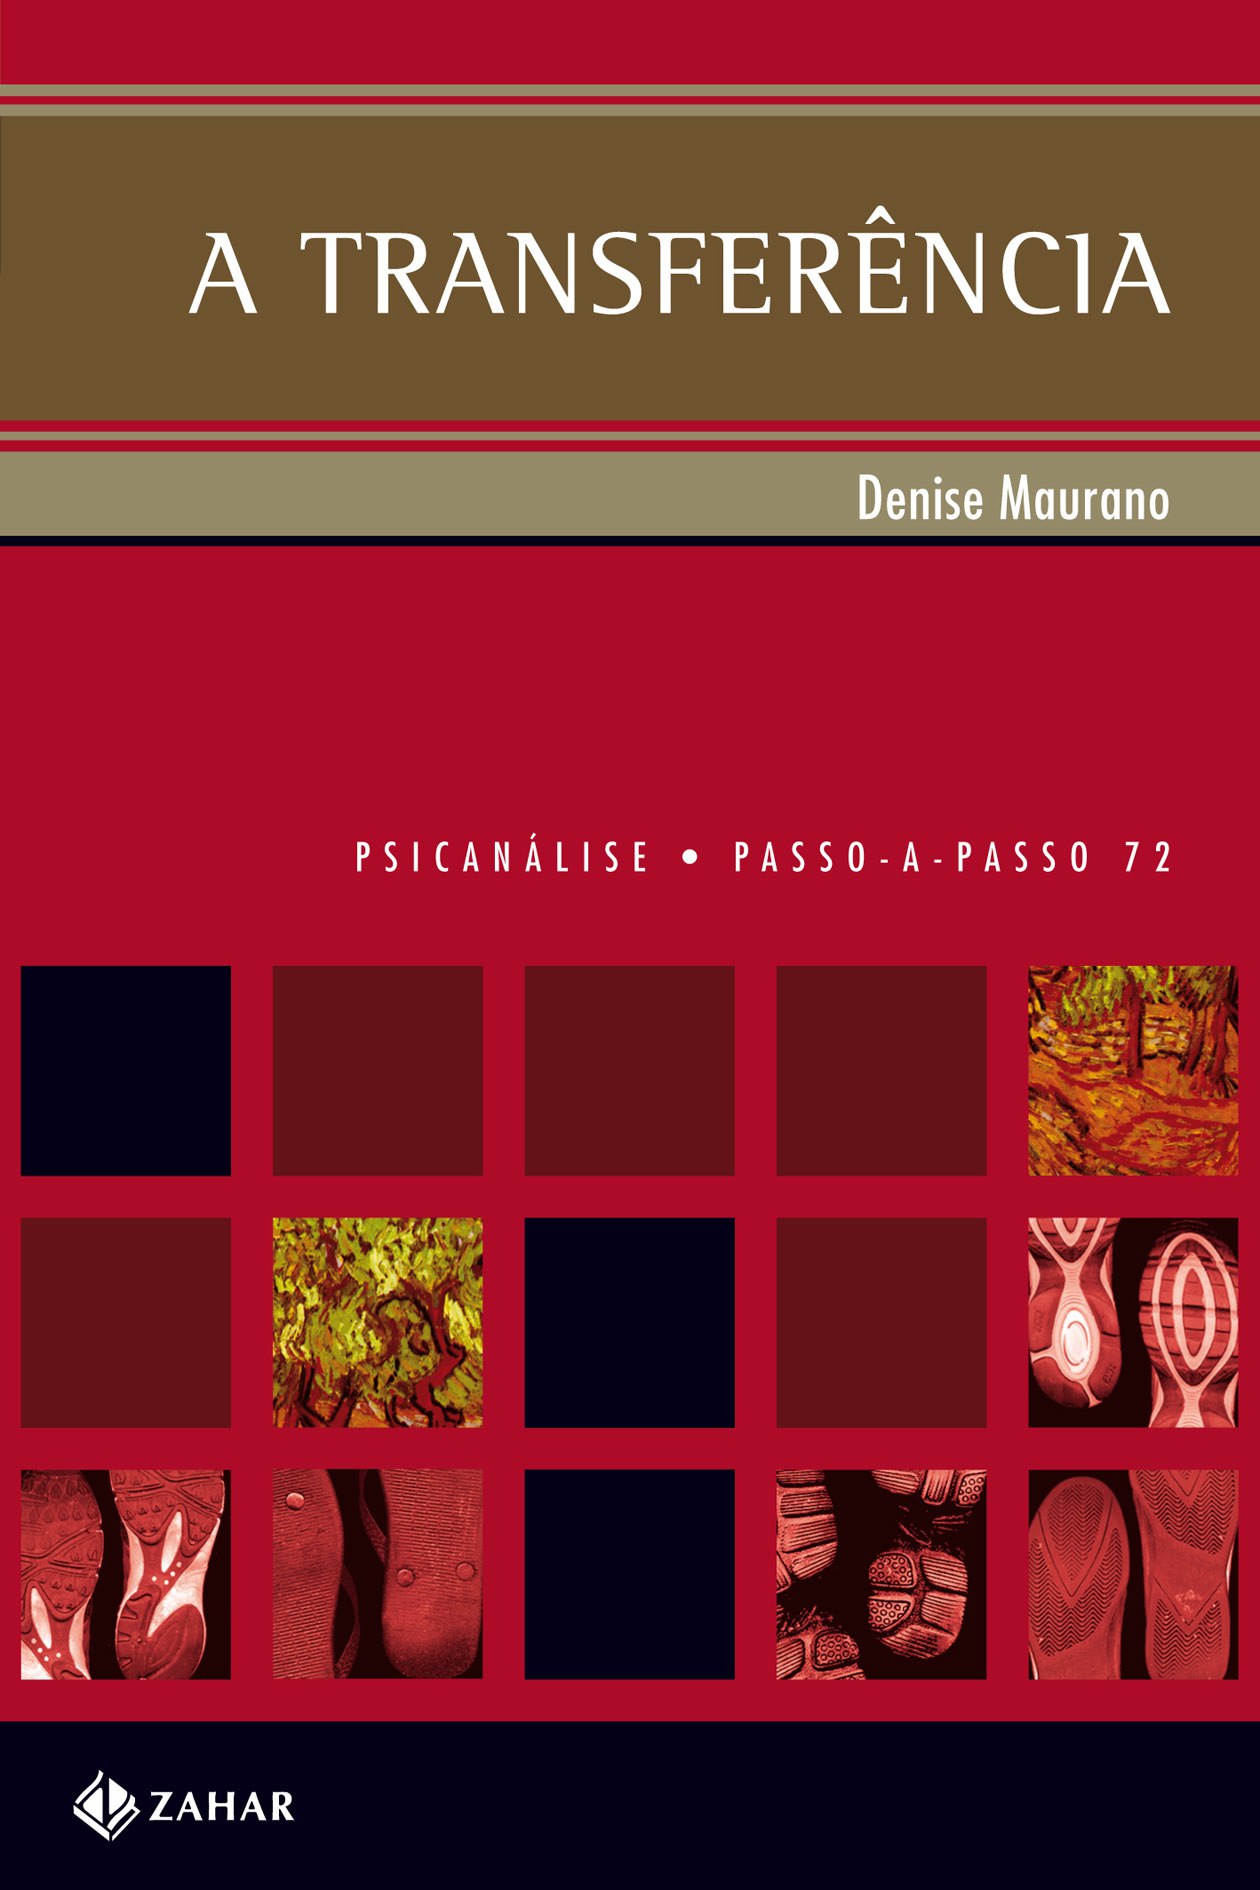 A TRANSFERÊNCIA
Denise Maurano
PSICANÁLISE • PASSO-A-PASSO 72
ZAHAR